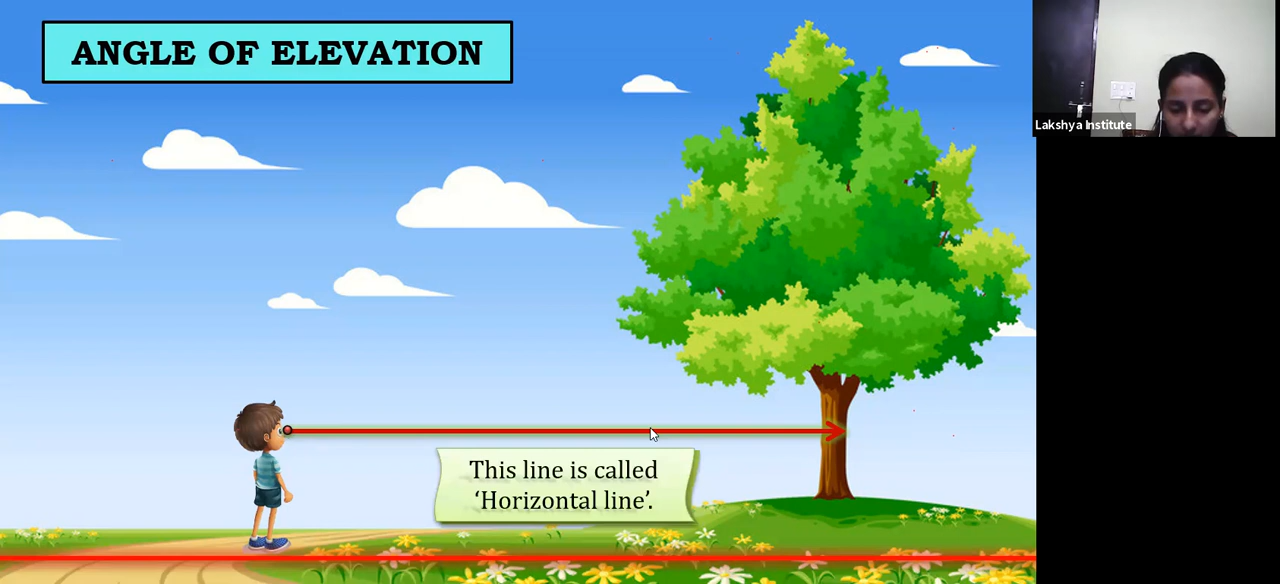 ANGLE OF ELEVATION
Lakshya Institute
This line is called
‘Horizontal line’.